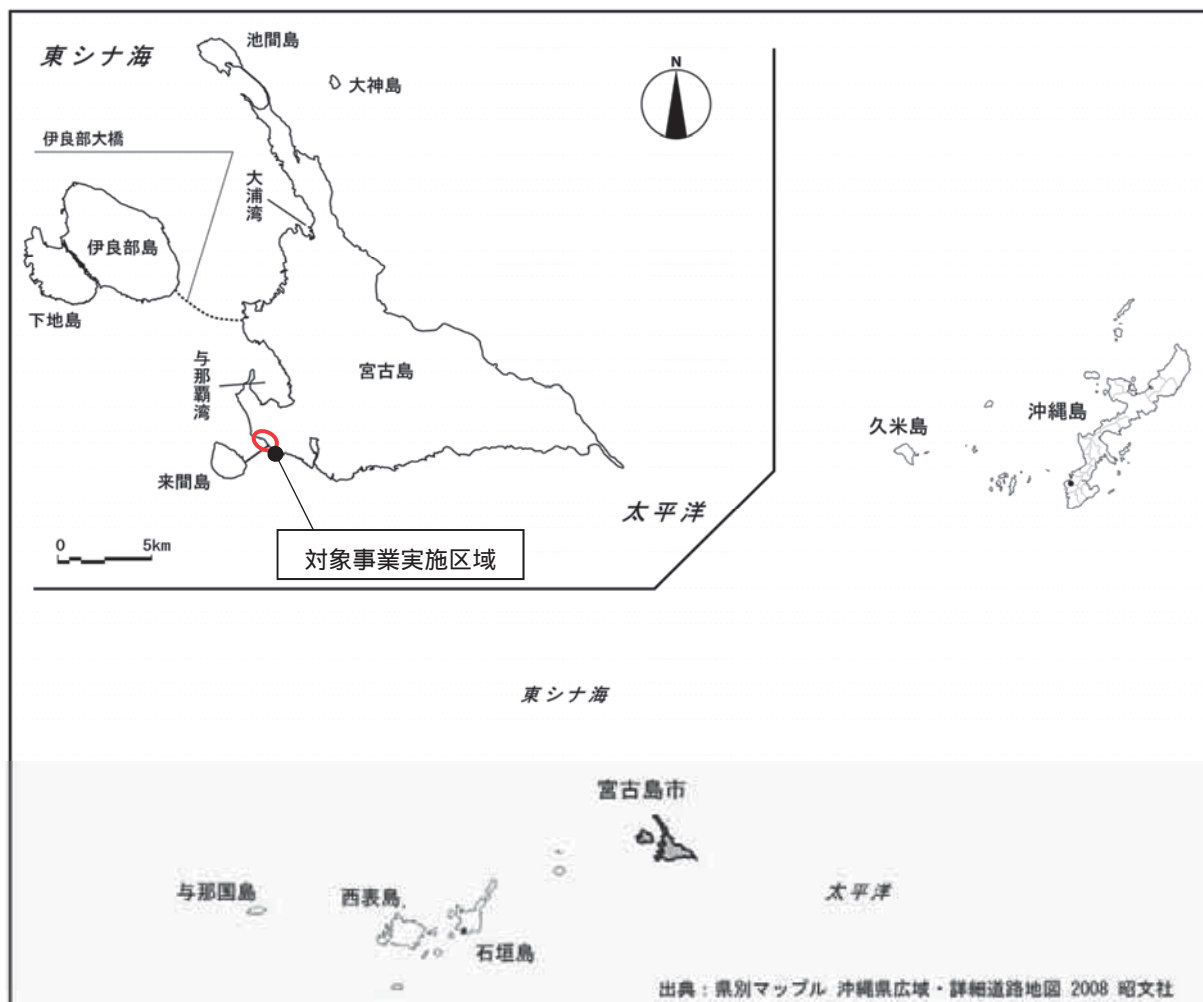 池間島
東シナ海
大神島
N
伊良部大橋
大浦湾
伊良部島
下地島
与那覇湾
宮古島
来間島
太平洋
0 5km
対象事業実施区域
久米島
沖縄島
東シナ海
宮古島市
与那国島
西表島
太平洋
石垣島
出典：県別マップル 沖縄県広域・詳細道路地図 2008 昭文社